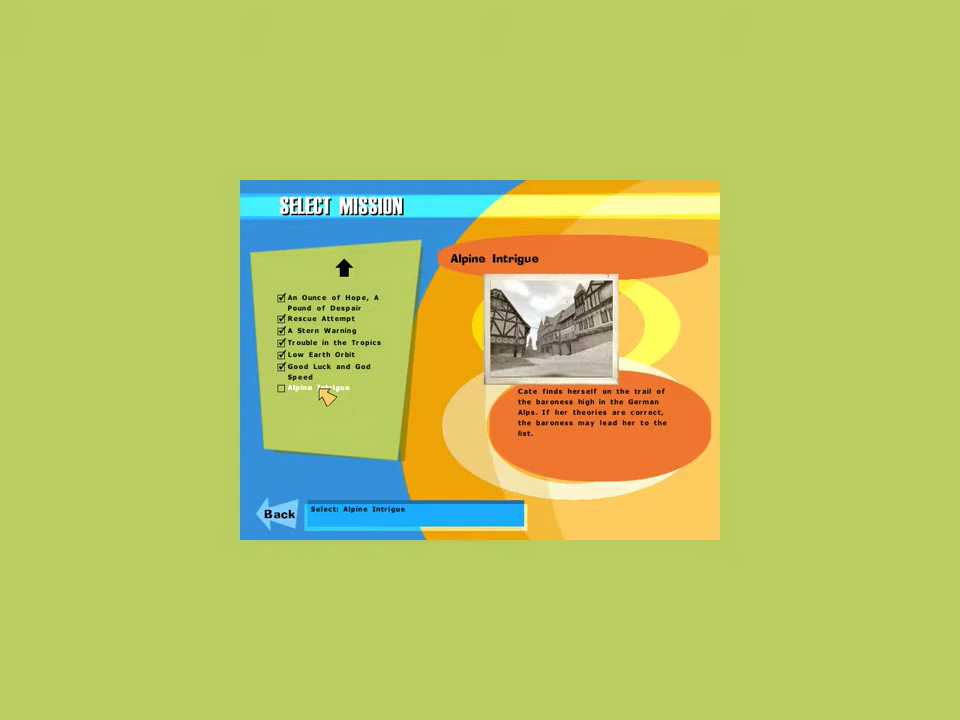 SELECT MISSION
An Ounce of Hope, A
Pound of Despair
Rescue Attempt
A Stern Warning
Trouble in the Tropics
Low Earth Orbit
Good Luck and God
Speed
Alpine Intrigue
Alpine Intrigue
Cate finds herself on the trail of
the baroness high in the German
Alps. If her theories are correct,
the baroness may lead her to the
list.
Back
Select: Alpine Intrigue